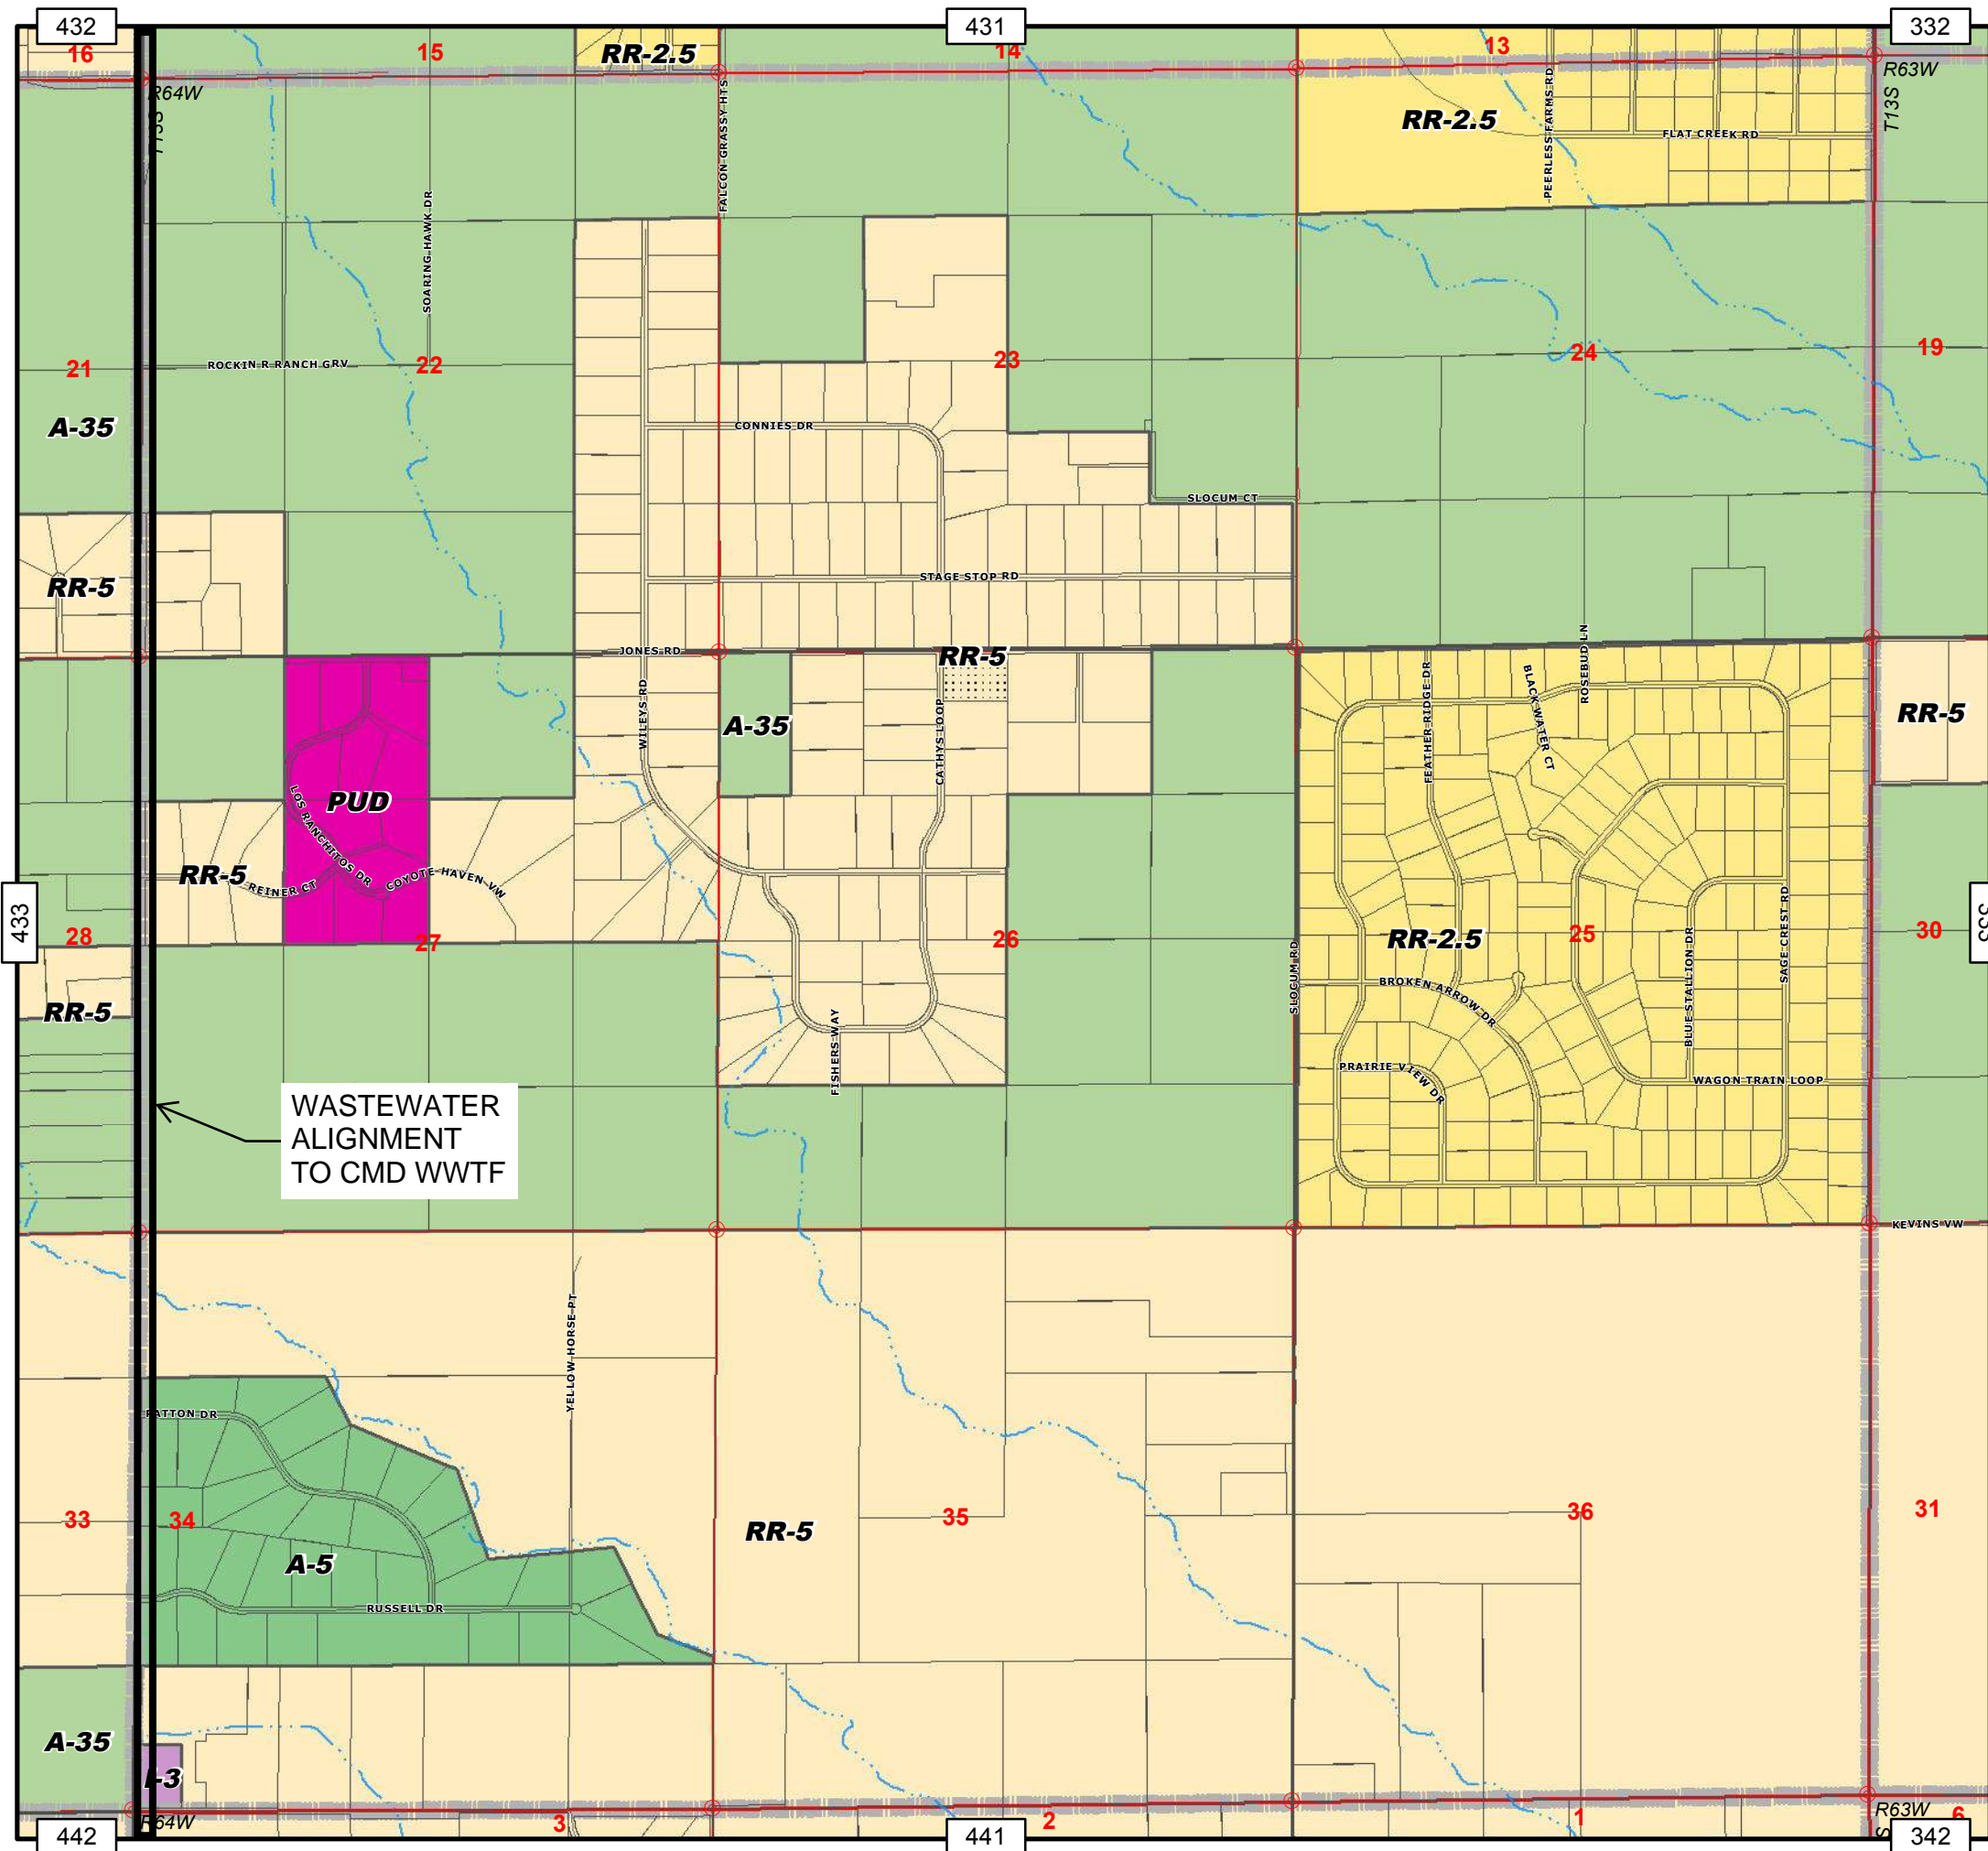 432
431
332
16
15
RR-2.5
14
13
R64W
T13S
R63W
T13S
FALCON GRASSY HTS
RR-2.5
PEERLESS FARMS RD
FLAT CREEK RD
SOARING HAWK DR
21
ROCKIN R RANCH GRV
22
23
24
19
A-35
CONNIES DR
SLOCUM CT
RR-5
STAGE STOP RD
JONES RD
RR-5
ROSEBUD LN
WILEYS RD
A-35
CATHYS LOOP
FEATHER RIDGE DR
BLACK WATER CT
RR-5
PUD
LOS RANCHITOS DR
RR-5
REINER CT
COYOTE HAVEN VW
433
28
27
26
SLOCUM RD
RR-2.5
25
SAGE CREST RD
30
RR-5
BROKEN ARROW DR
BLUE STALLION DR
FISHERS WAY
PRAIRIE VIEW DR
WAGON TRAIN LOOP
WASTEWATER
ALIGNMENT
TO CMD WWTF
KEVINS VW
YELLOW HORSE PT
PATTON DR
33
34
RR-5
35
36
31
A-5
RUSSELL DR
A-35
I-3
R64W
3
2
1
R63W
6
442
441
342